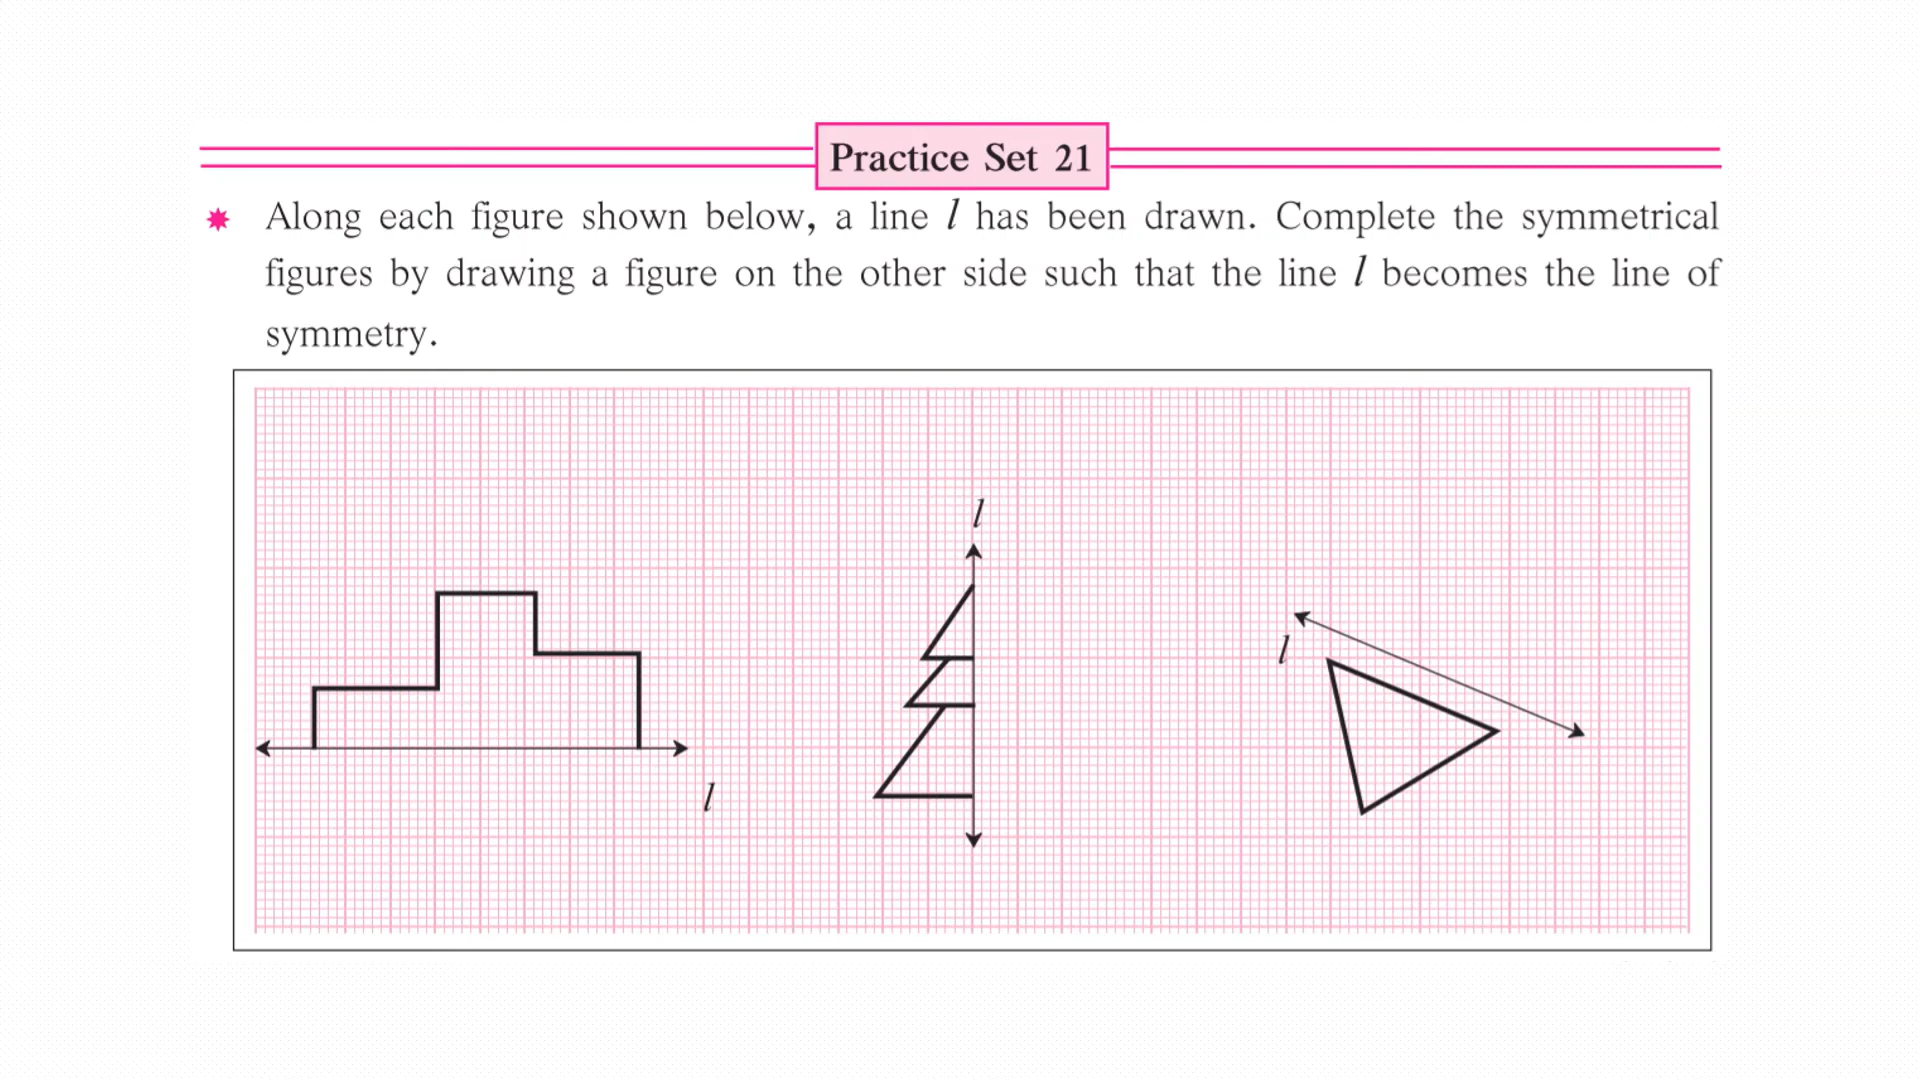 Practice Set 21
Along each figure shown below, a line l has been drawn. Complete the symmetrical
figures by drawing a figure on the other side such that the line l becomes the line of
symmetry.
l
l
l